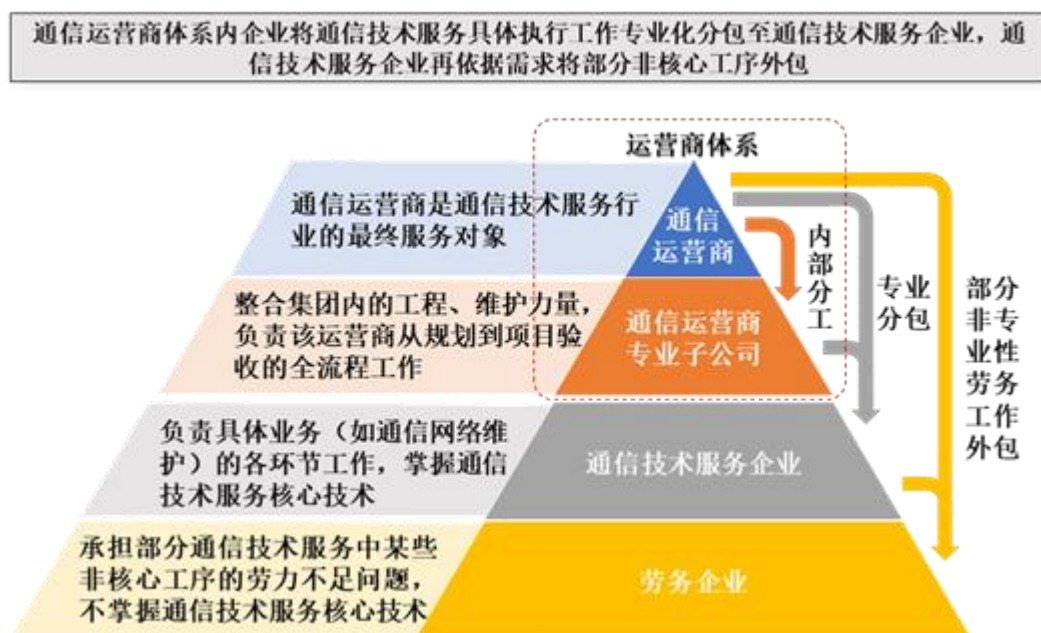 通信运营商体系内企业将通信技术服务具体执行工作专业化分包至通信技术服务企业，通
信技术服务企业再依据需求将部分非核心工序外包
运营商体系
通信运营商是通信技术服务行
业的最终服务对象
通信
运营商
内部分工
专业
分包
部分
非专
业性
劳务
工作
外包
整合集团内的工程、维护力量，
负责该运营商从规划到项目验
收的全流程工作
通信运营商
专业子公司
负责具体业务（如通信网络维
护）的各环节工作，掌握通信
技术服务核心技术
通信技术服务企业
承担部分通信技术服务中某些
非核心工序的劳力不足问题，
不掌握通信技术服务核心技术
劳务企业